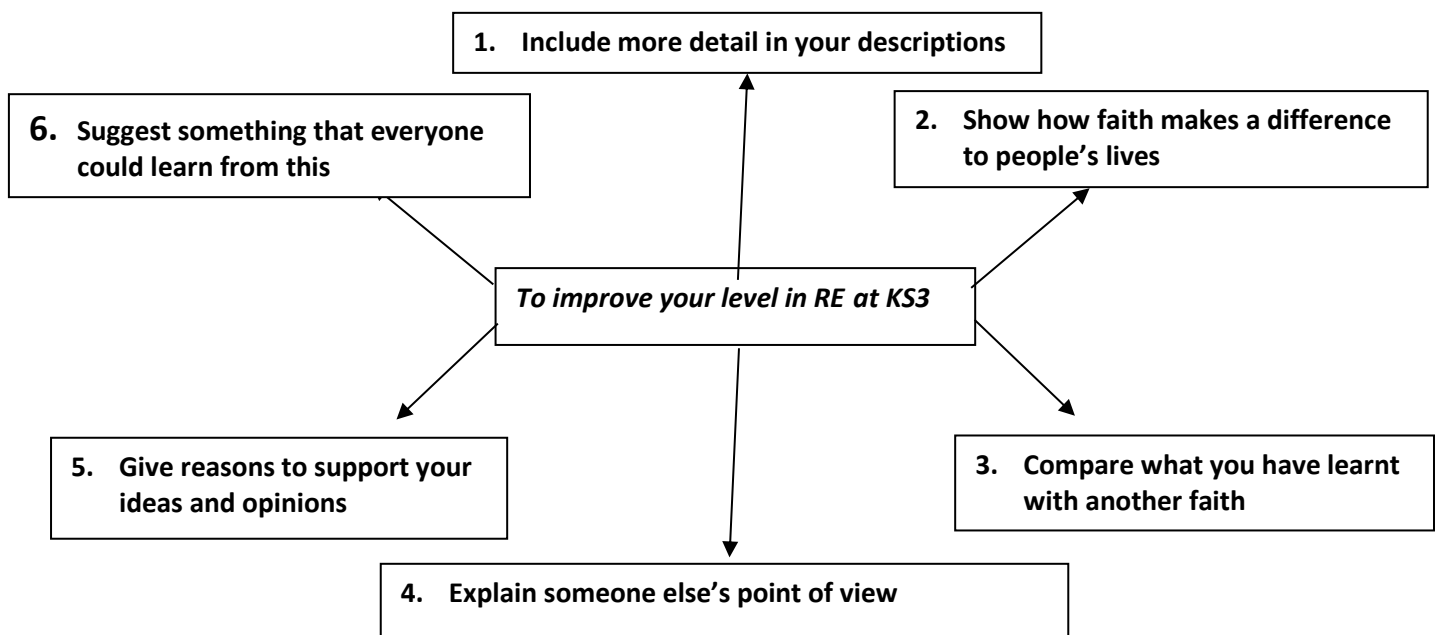 1. Include more detail in your descriptions
2. Show how faith makes a difference
to people's lives
6. Suggest something that everyone
could learn from this
To improve your level in RE at KS3
5. Give reasons to support your
ideas and opinions
3. Compare what you have learnt
with another faith
4. Explain someone else's point of view